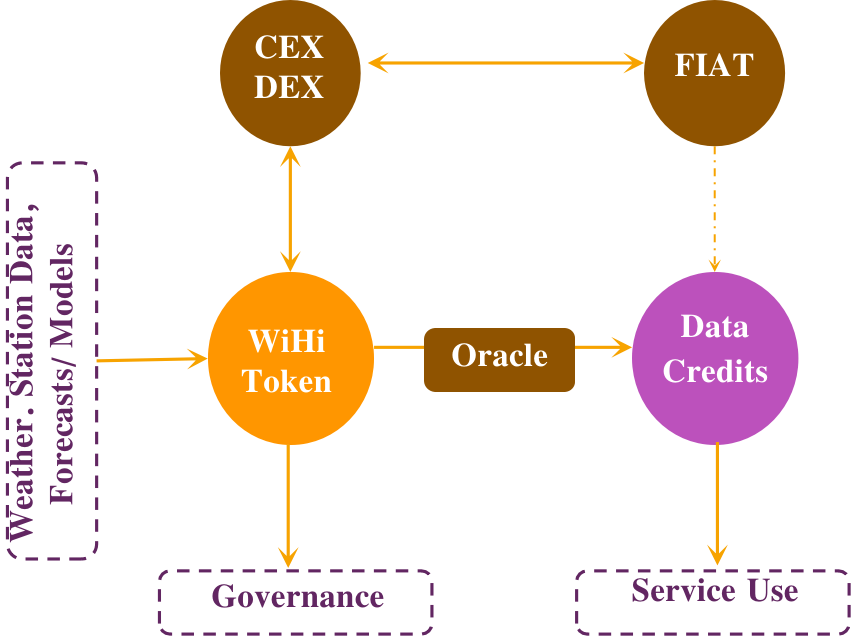 CEX
DEX
FIAT
Weather. Station Data,
Forecasts/ Models
WiHi
Token
Oracle
Data
Credits
Governance
Service Use